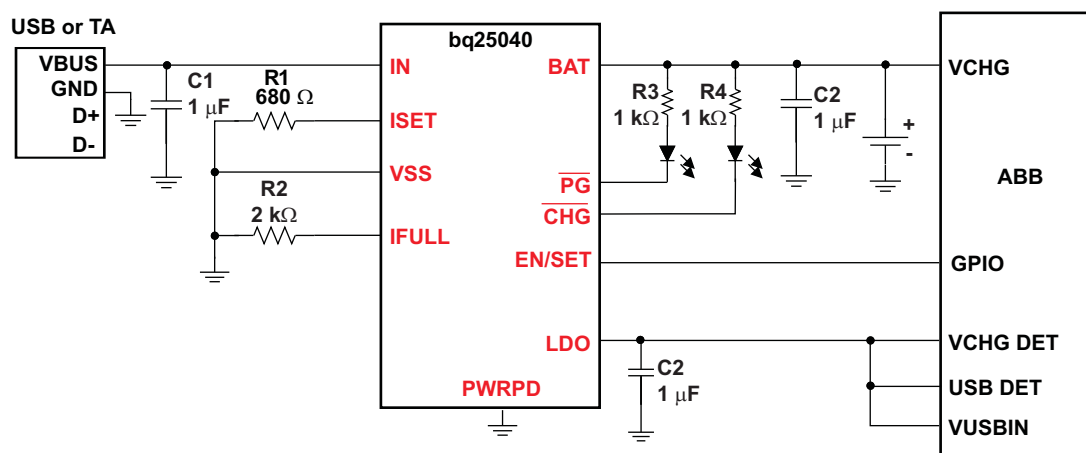 USB or TA
VBUS
GND
D+
D-
C1
1 μF
R1
680 Ω
R2
2 kΩ
bq25040
IN
ISET
VSS
IFULL
BAT
PG
CHG
EN/SET
LDO
PWRPD
R3
1 kΩ
R4
1 kΩ
C2
1 μF
+
-
C2
1 μF
VCHG
ABB
GPIO
VCHG DET
USB DET
VUSBIN